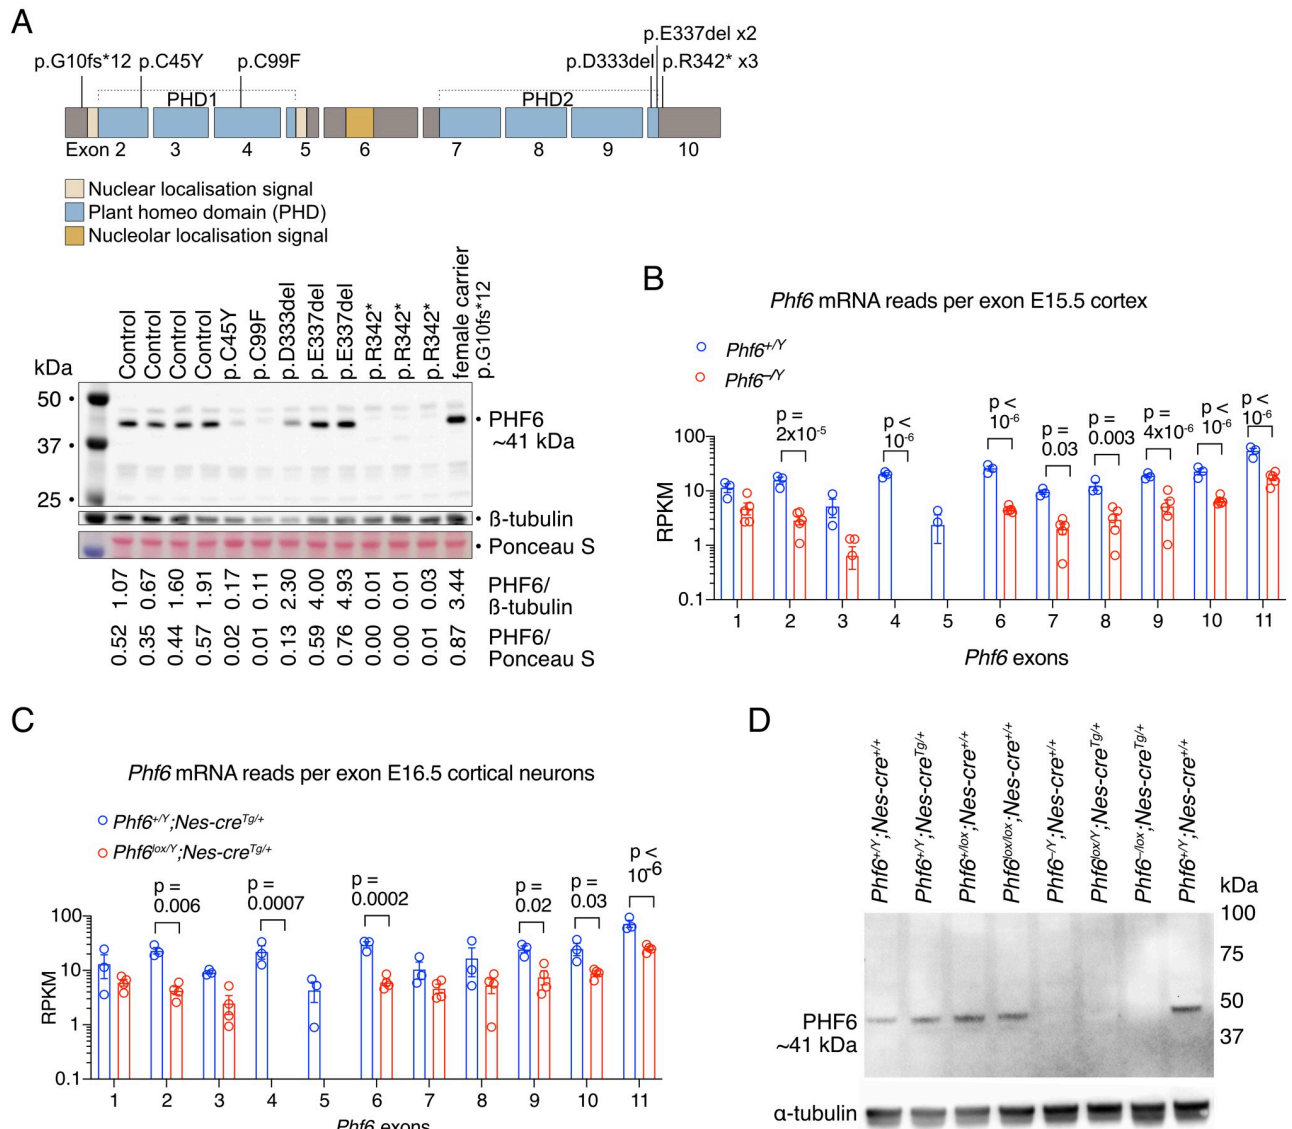 A
p.E337del x2
p.G10fs*12 p.C45Y p.C99F p.D333del p.R342* x3
PHD1 PHD2
Exon 2 3 4 5 6 7 8 9 10
Nuclear localisation signal
Plant homeo domain (PHD)
Nucleolar localisation signal
kDa
Control
Control
Control
Control
p.C45Y
p.C99F
p.D333del
p.E337del
p.E337del
p.R342*
p.R342*
p.R342*
female carrier
p.G10fs*12
50 •
37 •
25 •
• PHF6
~41 kDa
• ß-tubulin
• Ponceau S
1.07 0.67 1.60 1.91 0.17 0.11 2.30 4.00 4.93 0.01 0.01 0.03 3.44
PHF6/
ß-tubulin
0.52 0.35 0.44 0.57 0.02 0.01 0.13 0.59 0.76 0.00 0.00 0.01 0.87
PHF6/
Ponceau S
B
Phf6 mRNA reads per exon E15.5 cortex
Phf6+/Y
Phf6–/Y
p =
2x10-5
p <
10-6
p <
10-6
p =
0.03
p =
0.003
p =
4x10-6
p <
10-6
p <
10-6
RPKM
100
10
1
0.1
1 2 3 4 5 6 7 8 9 10 11
Phf6 exons
C
Phf6 mRNA reads per exon E16.5 cortical neurons
Phf6+/Y;Nes-creTg/+
Phf6lox/Y;Nes-creTg/+
p =
0.006
p =
0.0007
p =
0.0002
p =
0.02
p =
0.03
p <
10-6
RPKM
100
10
1
0.1
1 2 3 4 5 6 7 8 9 10 11
Phf6 exons
D
Phf6+/Y;Nes-cre+/+
Phf6+/Y;Nes-creTg/+
Phf6+/lox;Nes-cre+/+
Phf6lox/lox;Nes-cre+/+
Phf6–/Y;Nes-cre+/+
Phf6lox/Y;Nes-creTg/+
Phf6–/lox;Nes-creTg/+
Phf6+/Y;Nes-cre+/+
kDa
100
75
50
37
PHF6
~41 kDa
α-tubulin